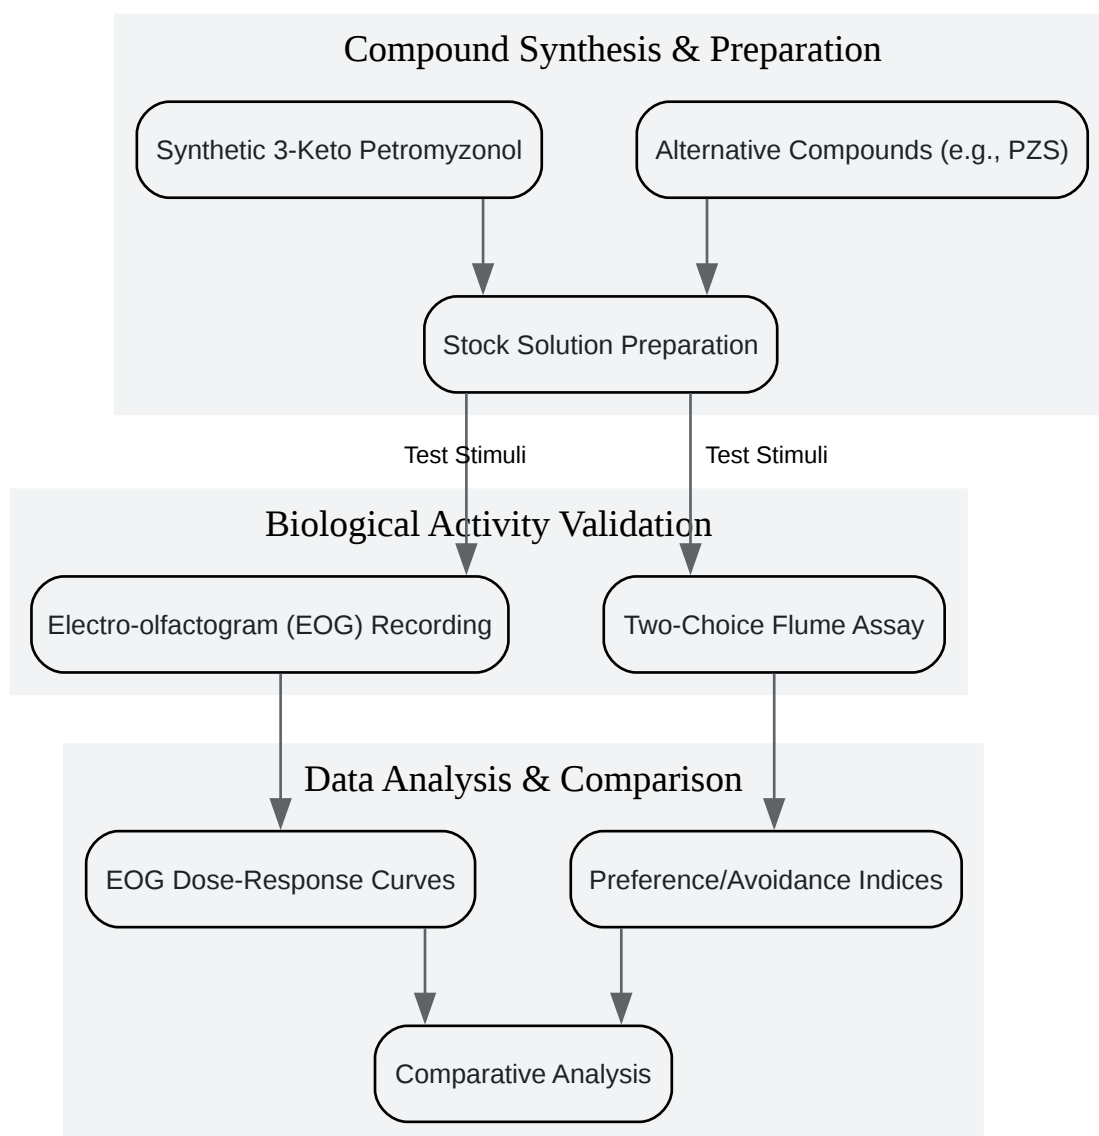 Compound Synthesis & Preparation
Synthetic 3-Keto Petromyzonol
Alternative Compounds (e.g., PZS)
Stock Solution Preparation
Test Stimuli
Test Stimuli
Biological Activity Validation
Electro-olfactogram (EOG) Recording
Two-Choice Flume Assay
Data Analysis & Comparison
EOG Dose-Response Curves
Preference/Avoidance Indices
Comparative Analysis